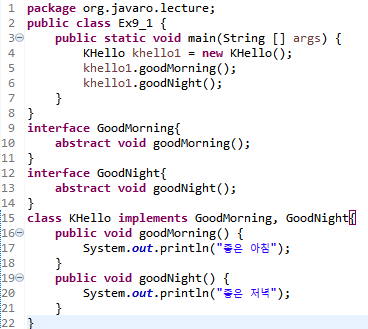 1 package org.javaro.lecture;
2 public class Ex9_1 {
3 public static void main(String [] args) {
4 KHello khello1 = new KHello();
5 khello1.goodMorning();
6 khello1.goodNight();
7 }
8 }
9 interface GoodMorning{
10 abstract void goodMorning();
11 }
12 interface GoodNight{
13 abstract void goodNight();
14 }
15 class KHello implements GoodMorning, GoodNight{
16 public void goodMorning() {
17 System.out.println("좋은 아침");
18 }
19 public void goodNight() {
20 System.out.println("좋은 저녁");
21 }
22 }